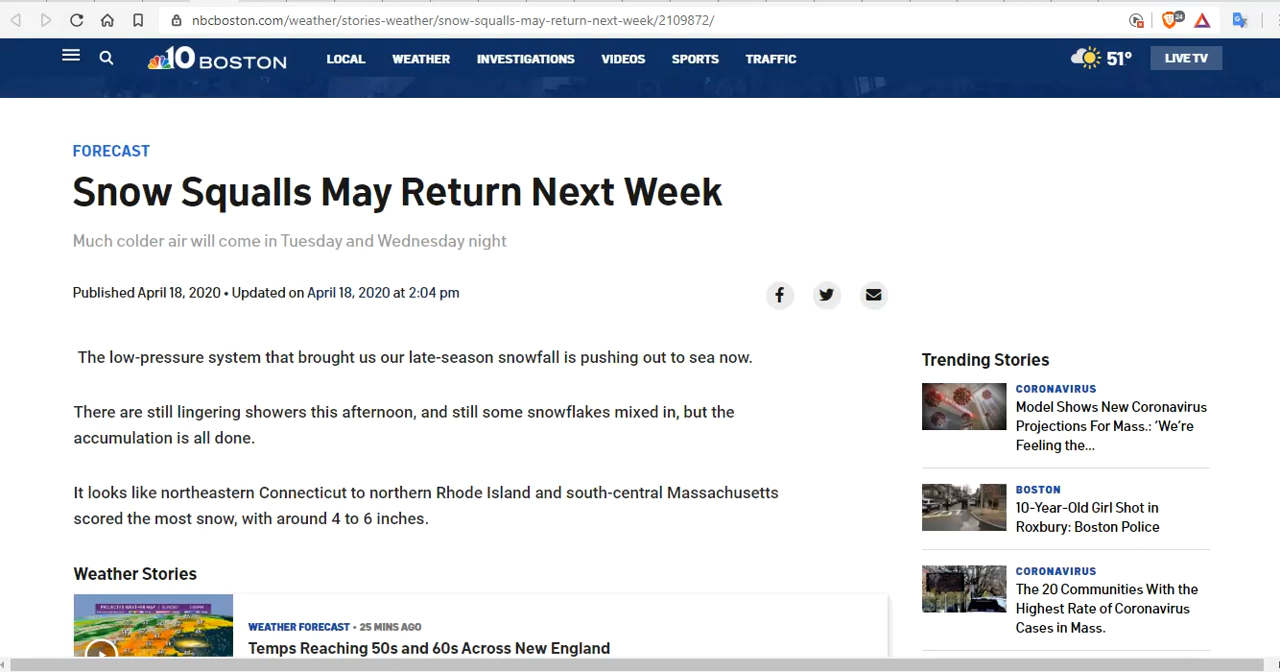 nbcboston.com/weather/stories-weather/snow-squalls-may-return-next-week/2109872/
24
10 BOSTON
LOCAL
WEATHER
INVESTIGATIONS
VIDEOS
SPORTS
TRAFFIC
51°
LIVE TV
FORECAST
Snow Squalls May Return Next Week
Much colder air will come in Tuesday and Wednesday night
Published April 18, 2020 • Updated on April 18, 2020 at 2:04 pm
The low-pressure system that brought us our late-season snowfall is pushing out to sea now.
There are still lingering showers this afternoon, and still some snowflakes mixed in, but the
accumulation is all done.
It looks like northeastern Connecticut to northern Rhode Island and south-central Massachusetts
scored the most snow, with around 4 to 6 inches.
Weather Stories
WEATHER FORECAST • 25 MINS AGO
Temps Reaching 50s and 60s Across New England
Trending Stories
CORONAVIRUS
Model Shows New Coronavirus
Projections For Mass.: ‘We’re
Feeling the...
BOSTON
10-Year-Old Girl Shot in
Roxbury: Boston Police
CORONAVIRUS
The 20 Communities With the
Highest Rate of Coronavirus
Cases in Mass.